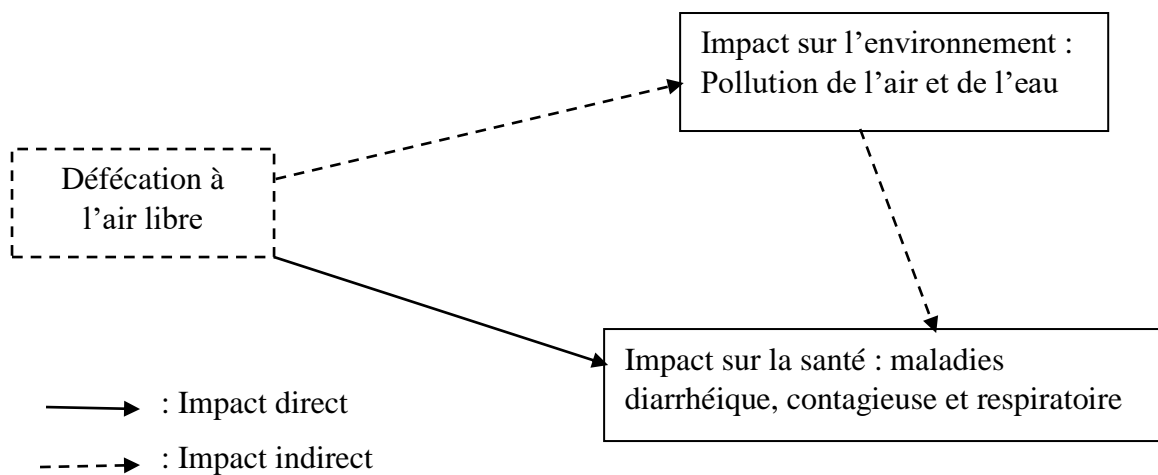 Impact sur l’environnement :
Pollution de l’air et de l’eau
Défécation à
l’air libre
Impact sur la santé : maladies
diarrhéique, contagieuse et respiratoire
: Impact direct
: Impact indirect